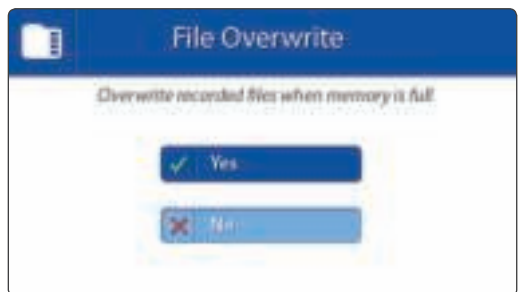 File Overwrite
Overwrite recorded files when memory is full
Yes
No